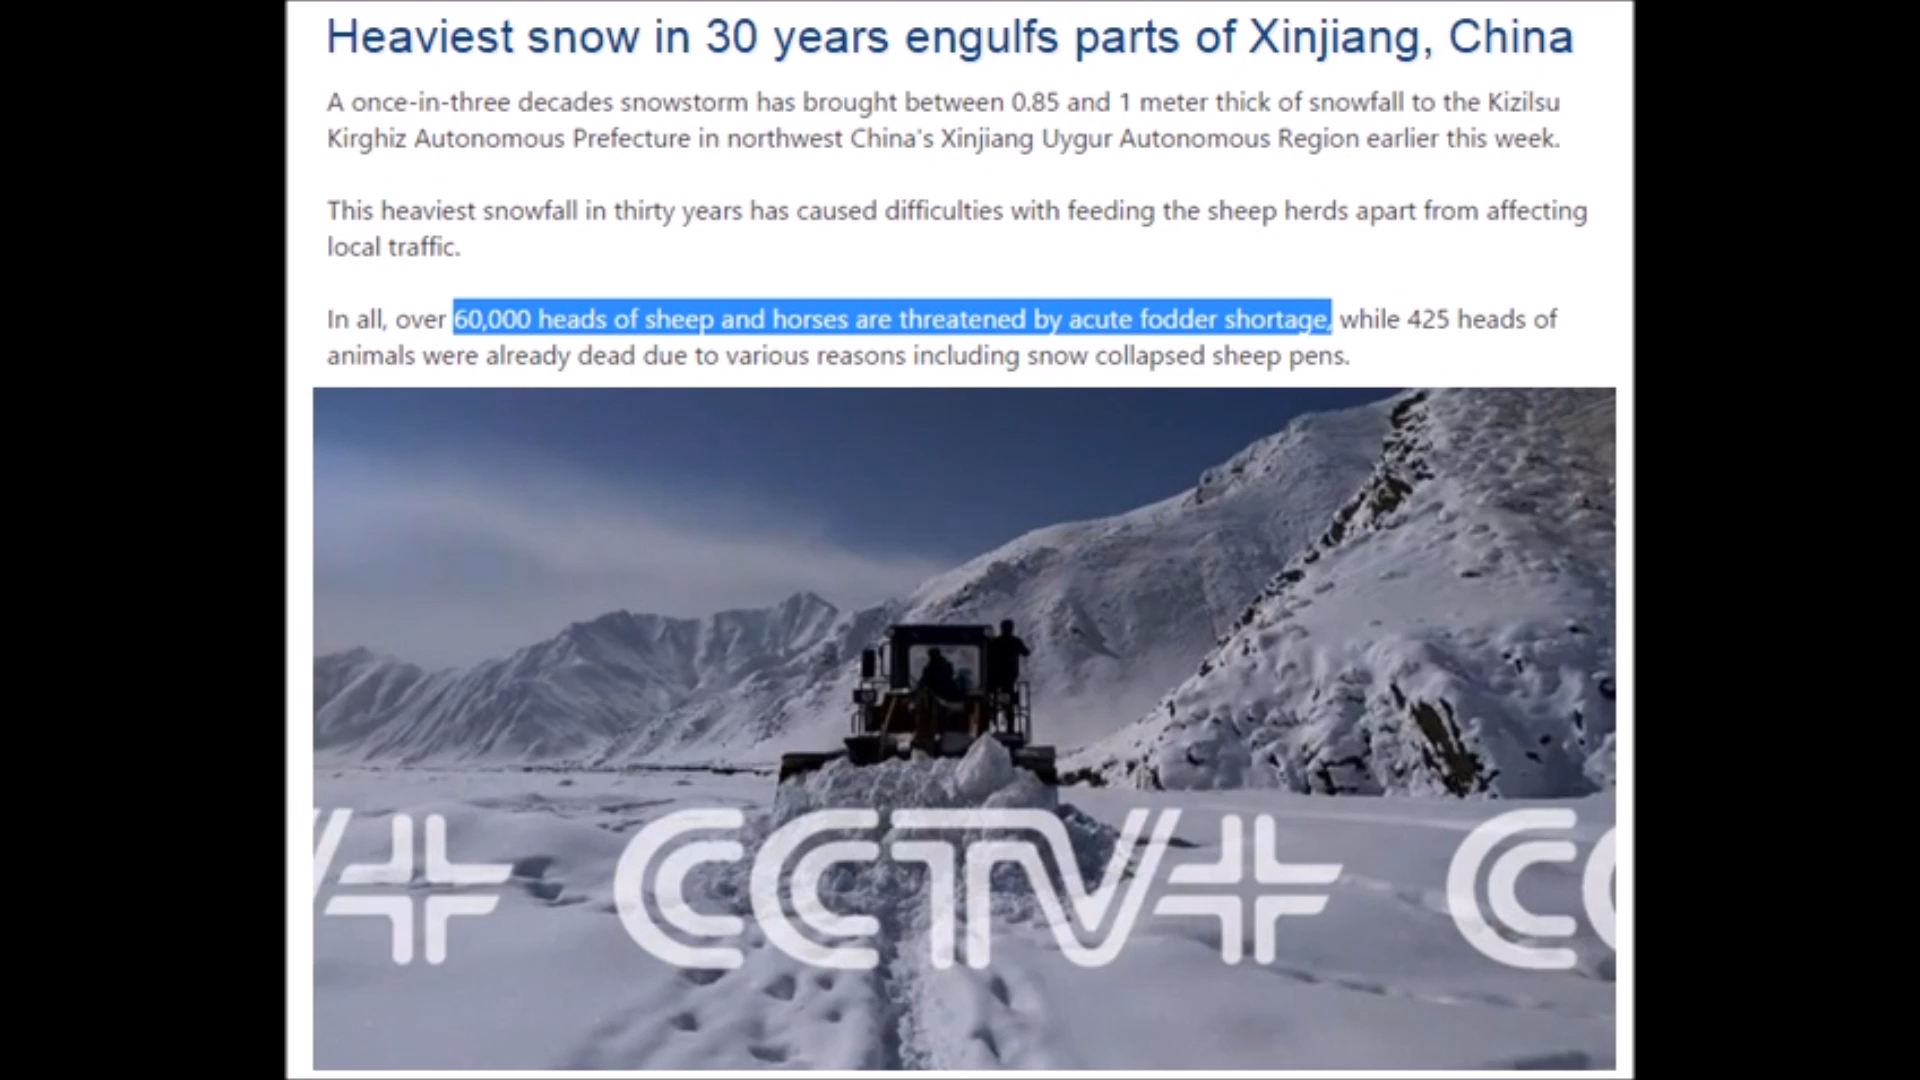 Heaviest snow in 30 years engulfs parts of Xinjiang, China
A once-in-three decades snowstorm has brought between 0.85 and 1 meter thick of snowfall to the Kizilsu
Kirghiz Autonomous Prefecture in northwest China's Xinjiang Uygur Autonomous Region earlier this week.
This heaviest snowfall in thirty years has caused difficulties with feeding the sheep herds apart from affecting
local traffic.
In all, over 60,000 heads of sheep and horses are threatened by acute fodder shortage, while 425 heads of
animals were already dead due to various reasons including snow collapsed sheep pens.
V+ CCTV+ CC